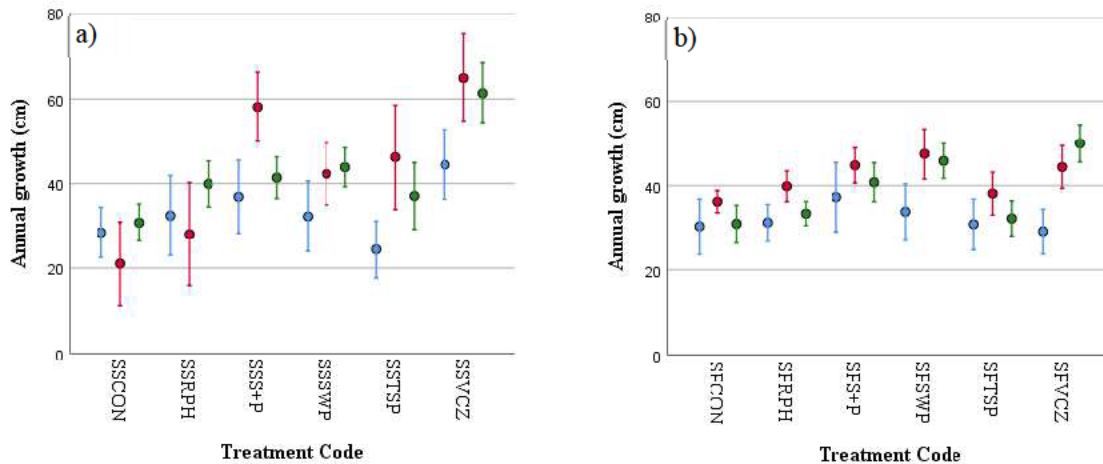 a)
Annual growth (cm)
80
60
40
20
0
SSCON
SSRPH
SSS+P
SSSWP
SSTSP
SSVCZ
Treatment Code
b)
Annual growth (cm)
80
60
40
20
0
SFCON
SFRPH
SFS+P
SFSWP
SFTSP
SFVCZ
Treatment Code